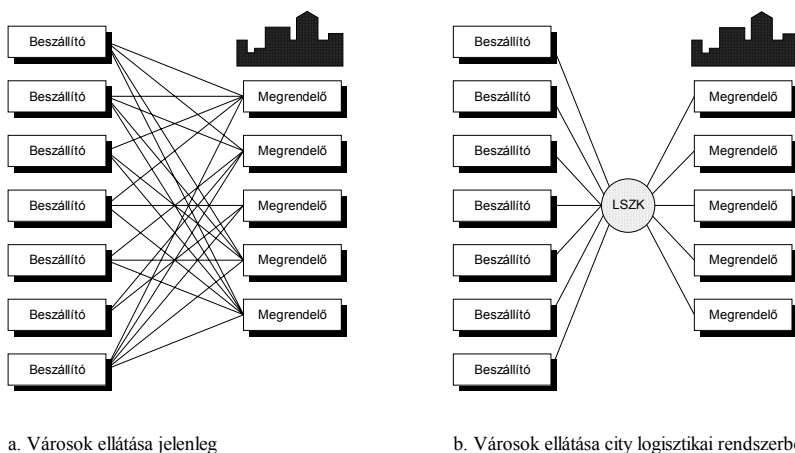 Beszállító
Beszállító
Beszállító
Beszállító
Beszállító
Beszállító
Beszállító
Megrendelő
Megrendelő
Megrendelő
Megrendelő
Megrendelő
a. Városok ellátása jelenleg
Beszállító
Beszállító
Beszállító
Beszállító
Beszállító
Beszállító
Beszállító
LSZK
Megrendelő
Megrendelő
Megrendelő
Megrendelő
Megrendelő
b. Városok ellátása city logisztikai rendszerbe